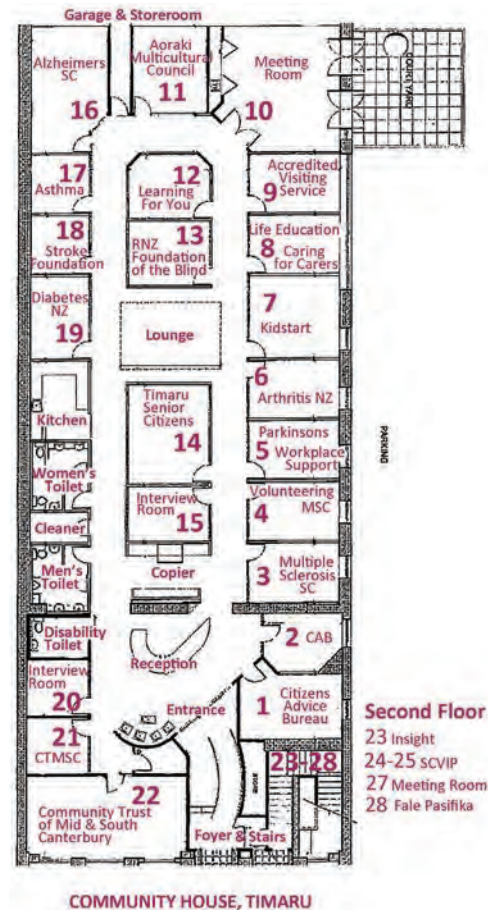 Garage & Storeroom
Alzheimers
SC
16
Aoraki
Multicultural
Council
11
Meeting
Room
10
COURTYARD
17
Asthma
12
Learning
For You
Accredited
Visiting
Service
9
18
Stroke
Foundation
13
RNZ
Foundation
of the Blind
Life Education
8
Caring
for Carers
Diabetes
NZ
19
Lounge
7
Kidstart
6
Arthritis NZ
Kitchen
Timaru
Senior
Citizens
14
Parkinsons
5
Workplace
Support
PARKING
Women's
Toilet
Interview
Room
15
Volunteering
4
MSC
Cleaner
Men's
Toilet
Copier
3
Multiple
Sclerosis
SC
Disability
Toilet
Reception
2 CAB
Interview
Room
20
Entrance
1
Citizens
Advice
Bureau
21
CTMSC
22
Community Trust
of Mid & South
Canterbury
23-28
Foyer & Stairs
Second Floor
23 Insight
24-25 SCVIP
27 Meeting Room
28 Fale Pasifika
COMMUNITY HOUSE, TIMARU